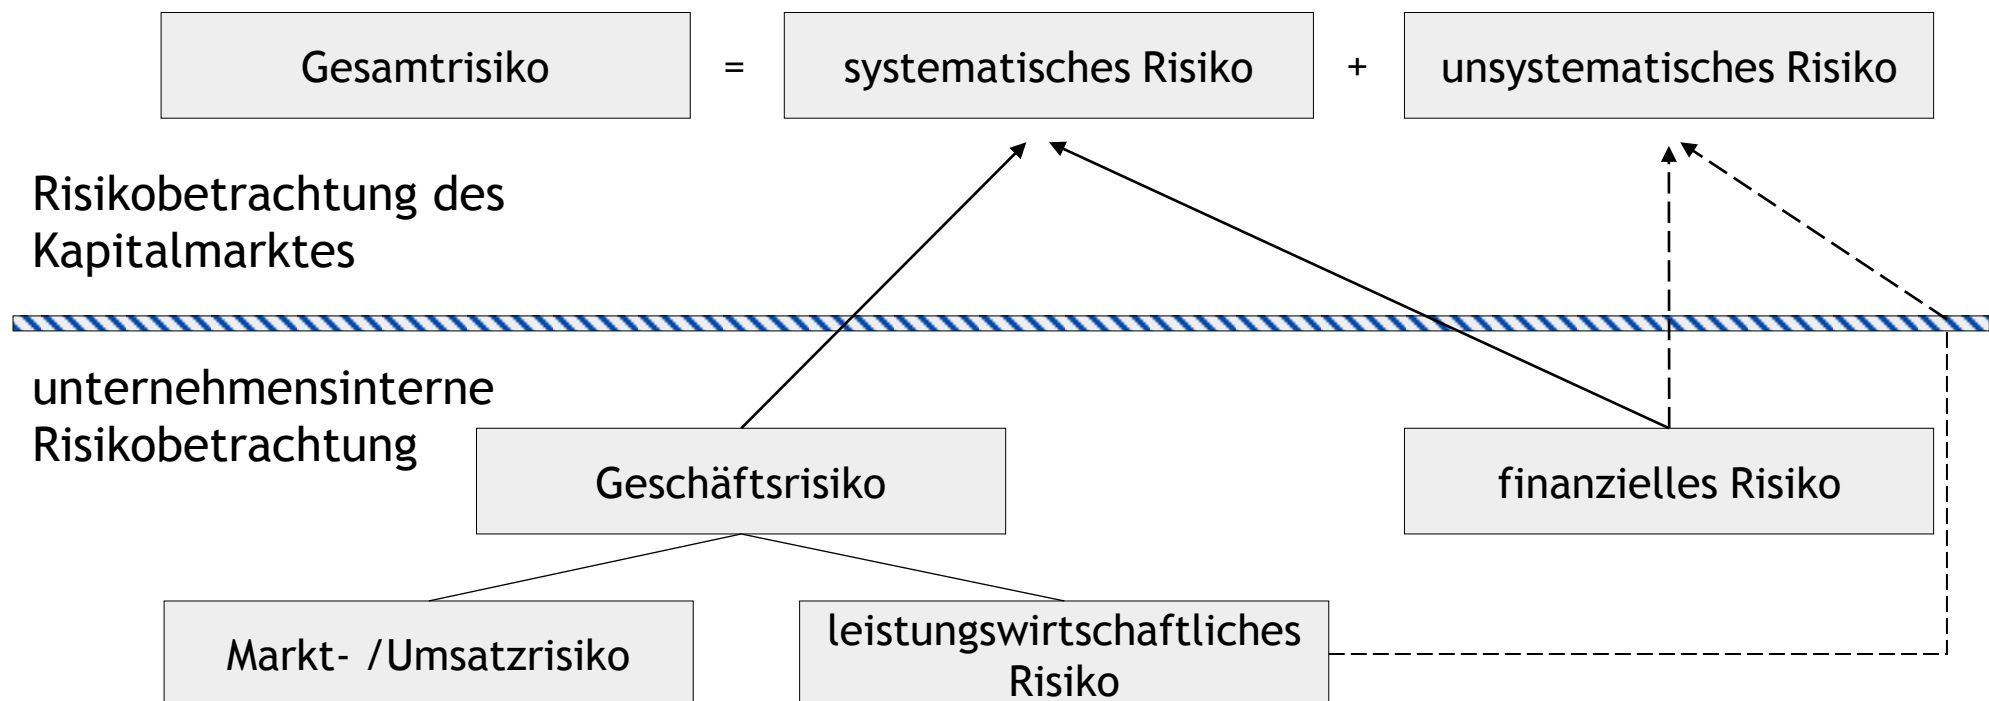 Gesamtrisiko = systematisches Risiko + unsystematisches Risiko
Risikobetrachtung des
Kapitalmarktes
unternehmensinterne
Risikobetrachtung
Geschäftsrisiko
finanzielles Risiko
Markt- /Umsatzrisiko
leistungswirtschaftliches
Risiko